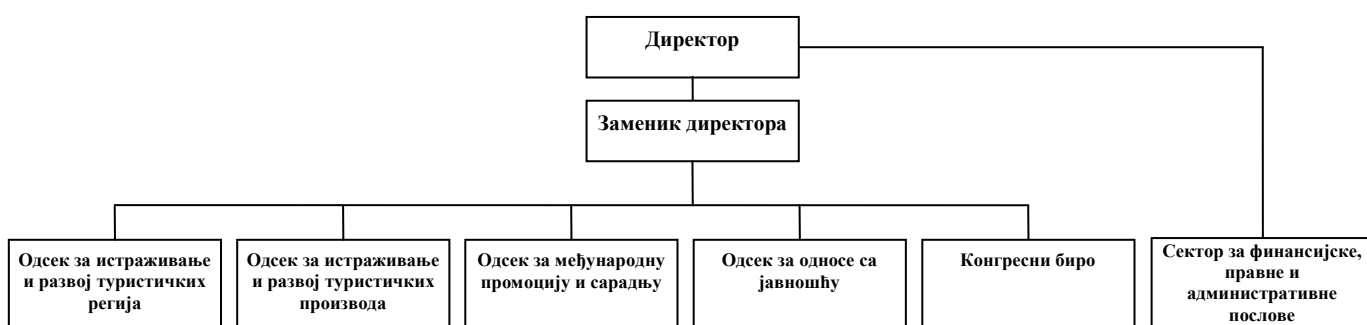 Директор
Заменик директора
Одсек за истраживање
и развој туристичких
регија
Одсек за истраживање
и развој туристичких
производа
Одсек за међународну
промоцију и сарадњу
Одсек за односе са
јавношћу
Конгресни биро
Сектор за финансијске,
правне и
административне
послове